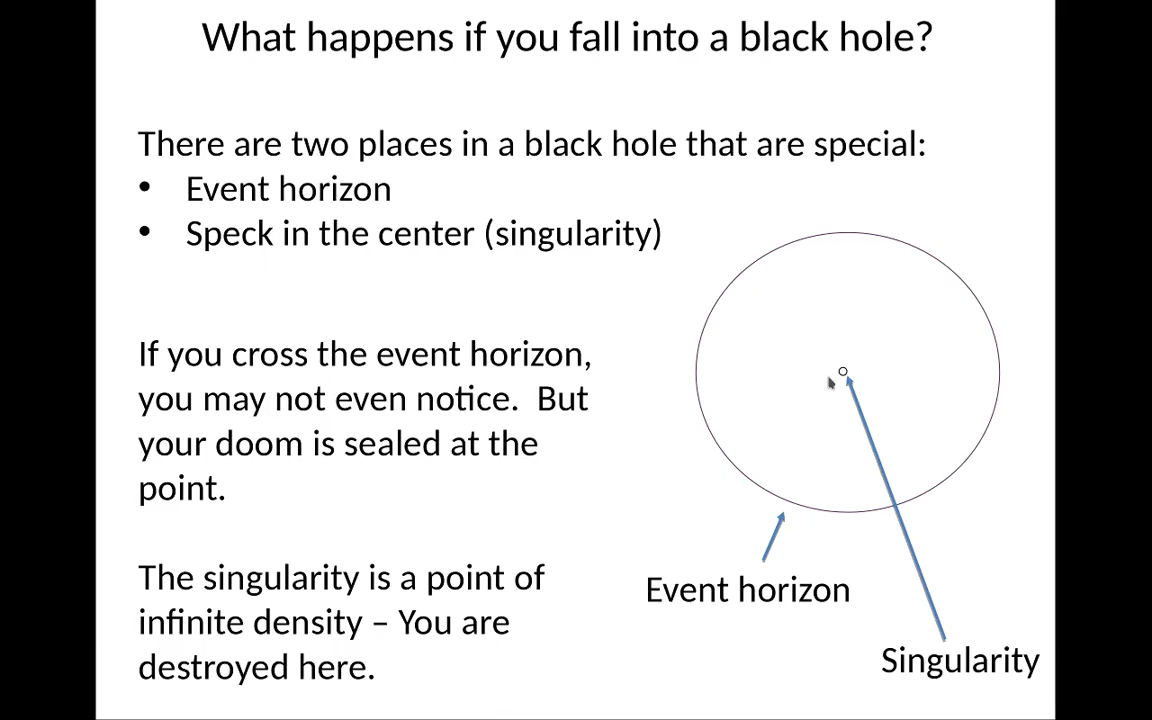 What happens if you fall into a black hole?
There are two places in a black hole that are special:
• Event horizon
• Speck in the center (singularity)
If you cross the event horizon,
you may not even notice.  But
your doom is sealed at the
point.
The singularity is a point of
infinite density – You are
destroyed here.
Event horizon
Singularity